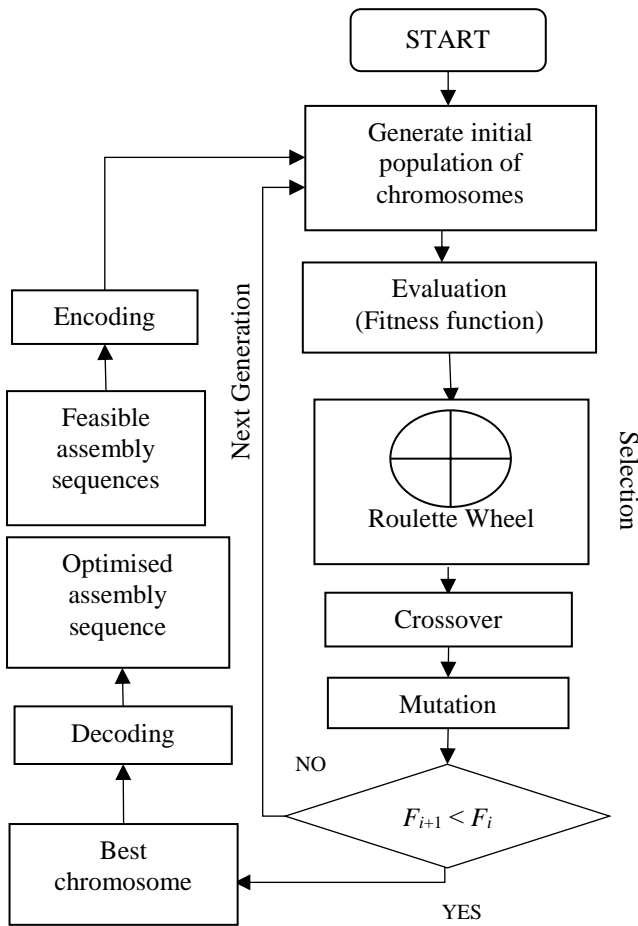 START
Generate initial
population of
chromosomes
Evaluation
(Fitness function)
Encoding
Next Generation
Feasible
assembly
sequences
Selection
Roulette Wheel
Optimised
assembly
sequence
Crossover
Mutation
Decoding
NO
F_{i+1} < F_i
Best
chromosome
YES